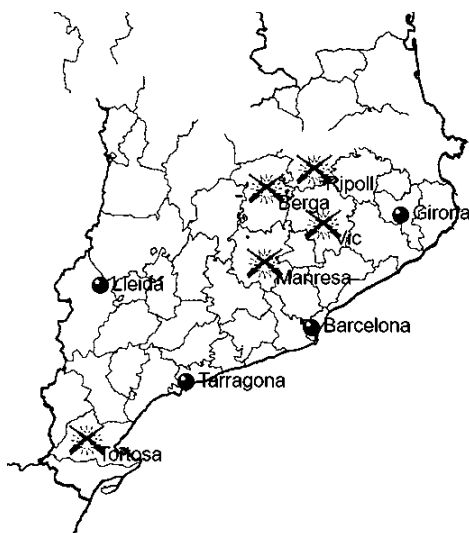 Ripoll
Berga
Girona
Vic
Manresa
Lleida
Barcelona
Tarragona
Tortosa